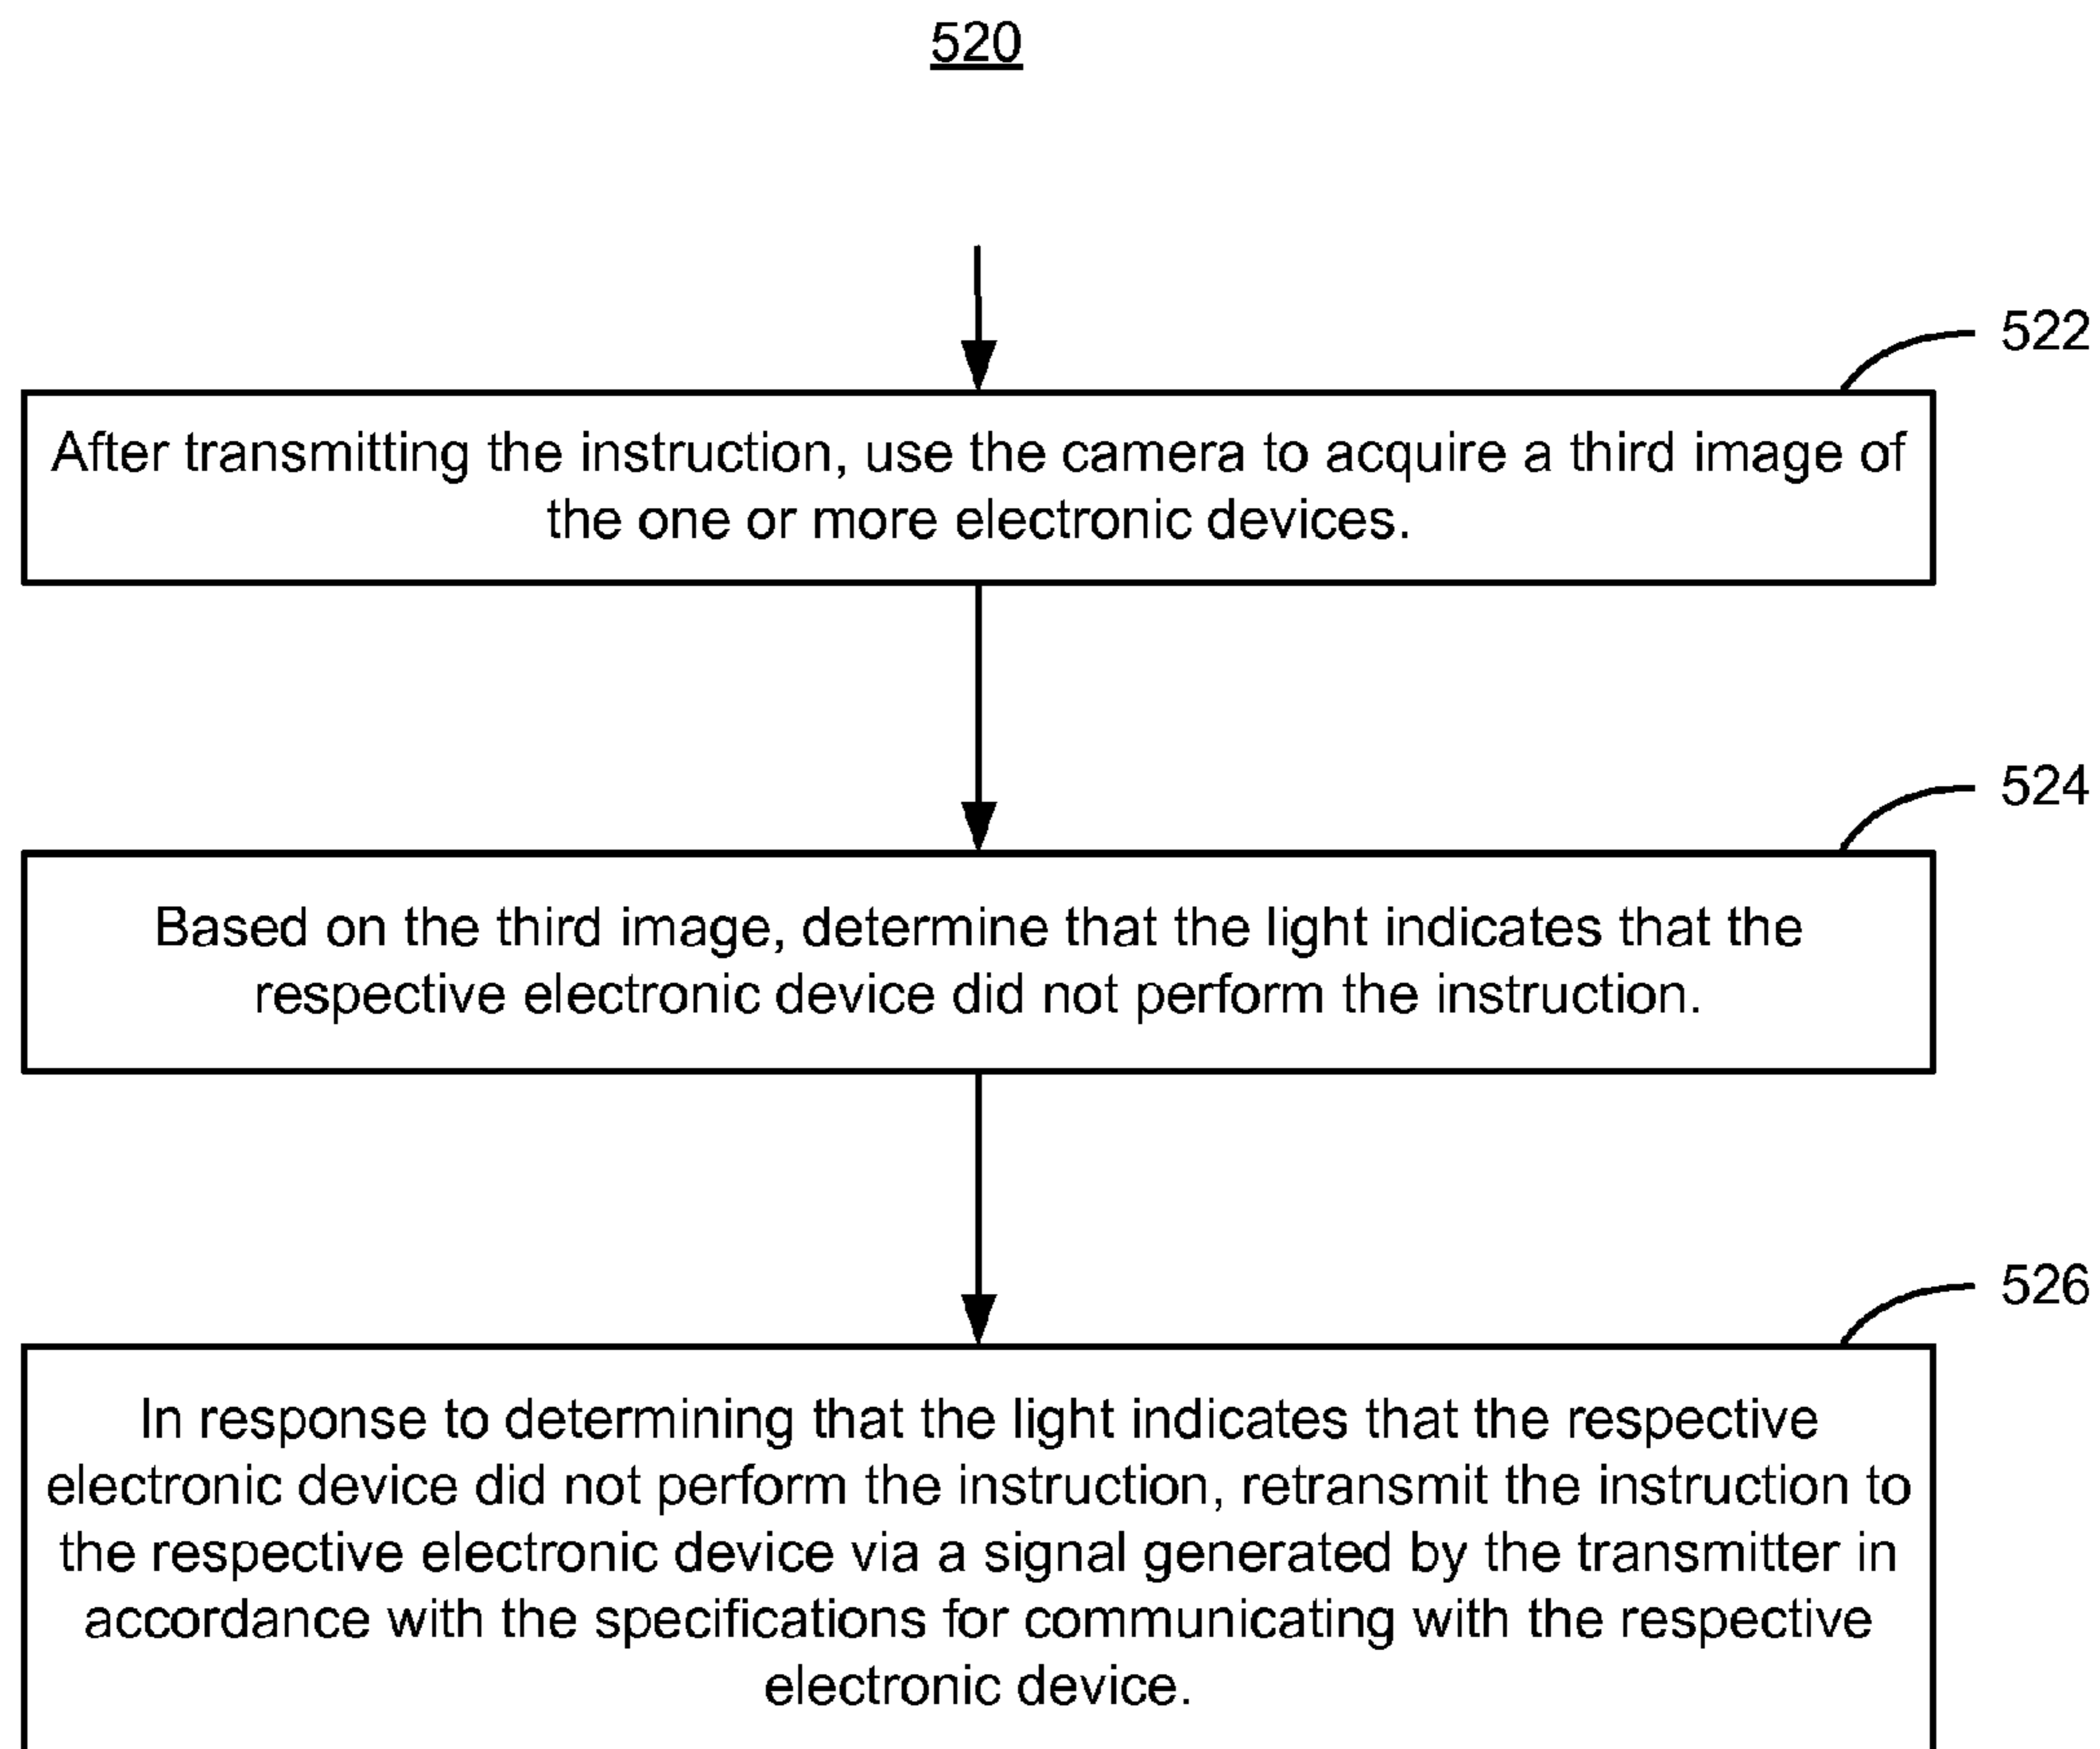 520
522
After transmitting the instruction, use the camera to acquire a third image of
the one or more electronic devices.
524
Based on the third image, determine that the light indicates that the
respective electronic device did not perform the instruction.
526
In response to determining that the light indicates that the respective
electronic device did not perform the instruction, retransmit the instruction to
the respective electronic device via a signal generated by the transmitter in
accordance with the specifications for communicating with the respective
electronic device.